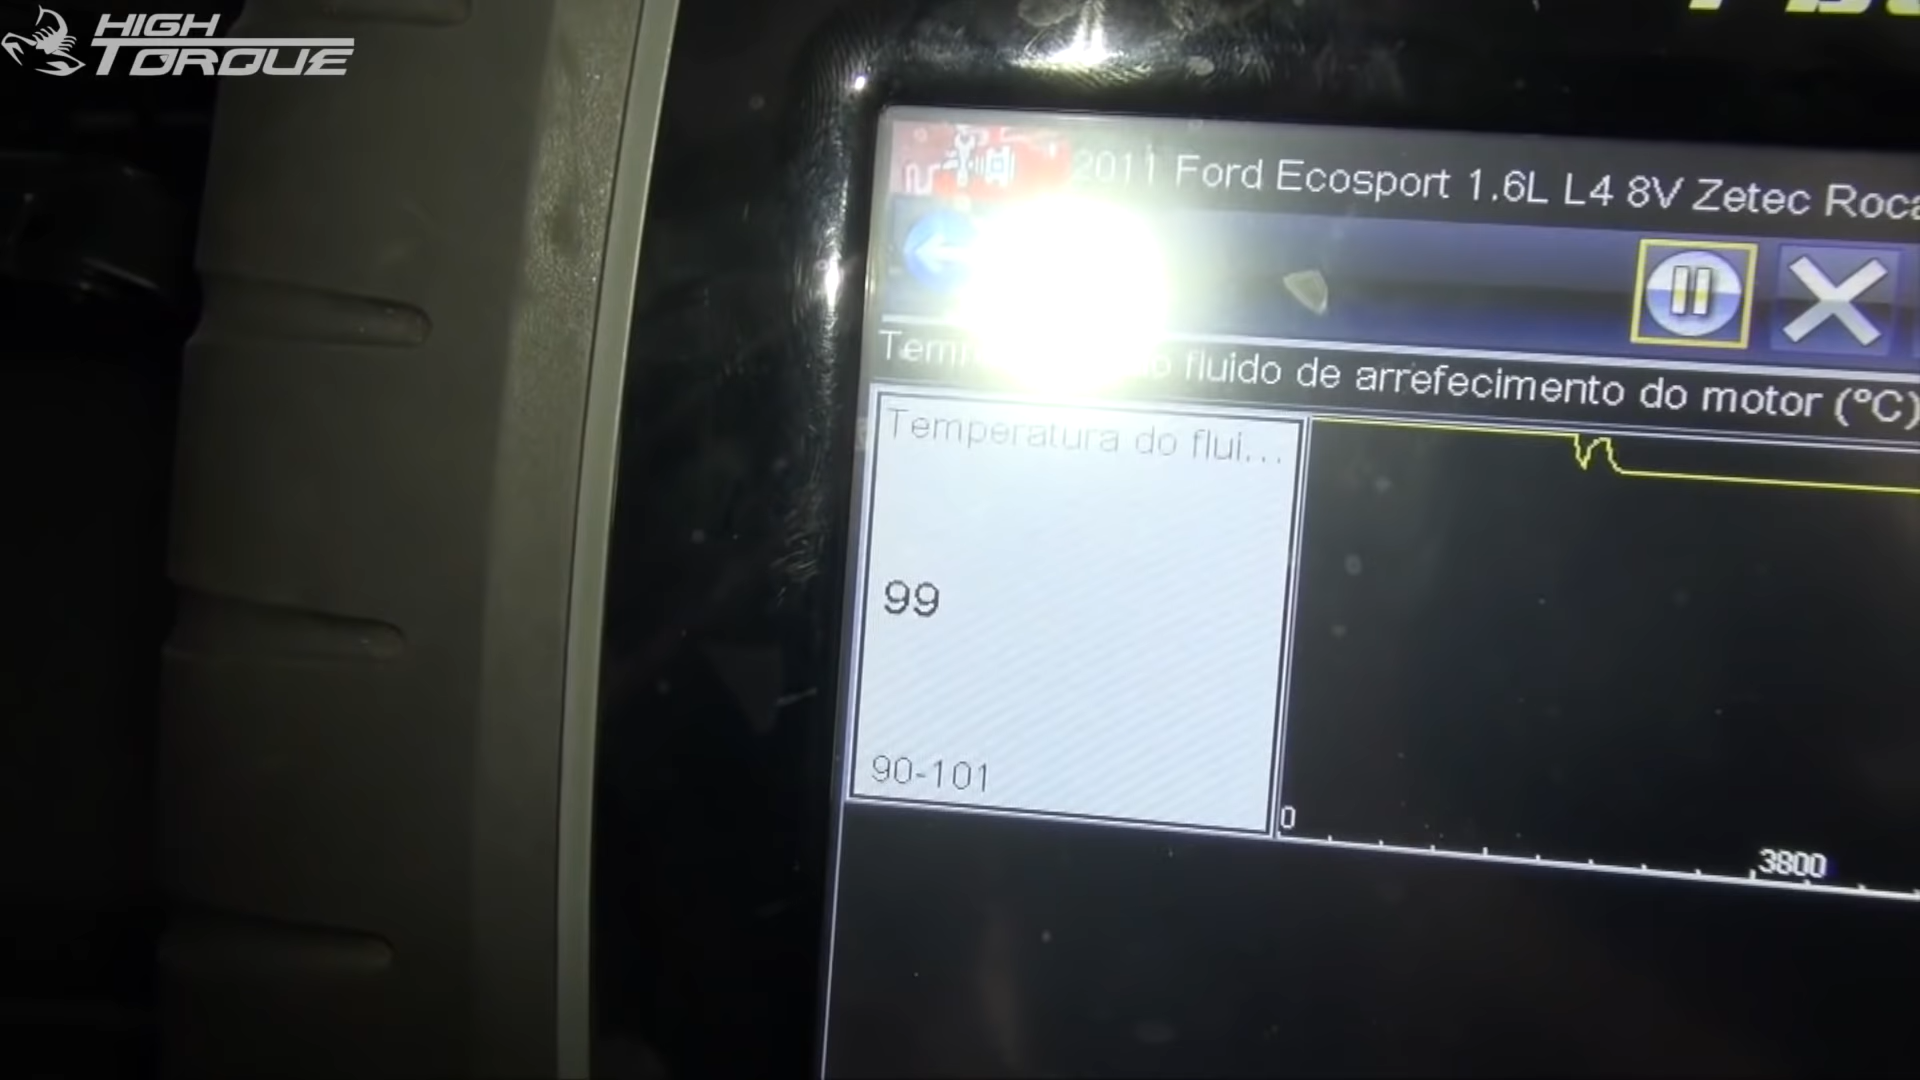 HIGH
TORQUE
2011 Ford Ecosport 1.6L L4 8V Zetec
fluido de arrefecimento do motor (°C)
Temperatura do flui...
99
90-101
0
3800